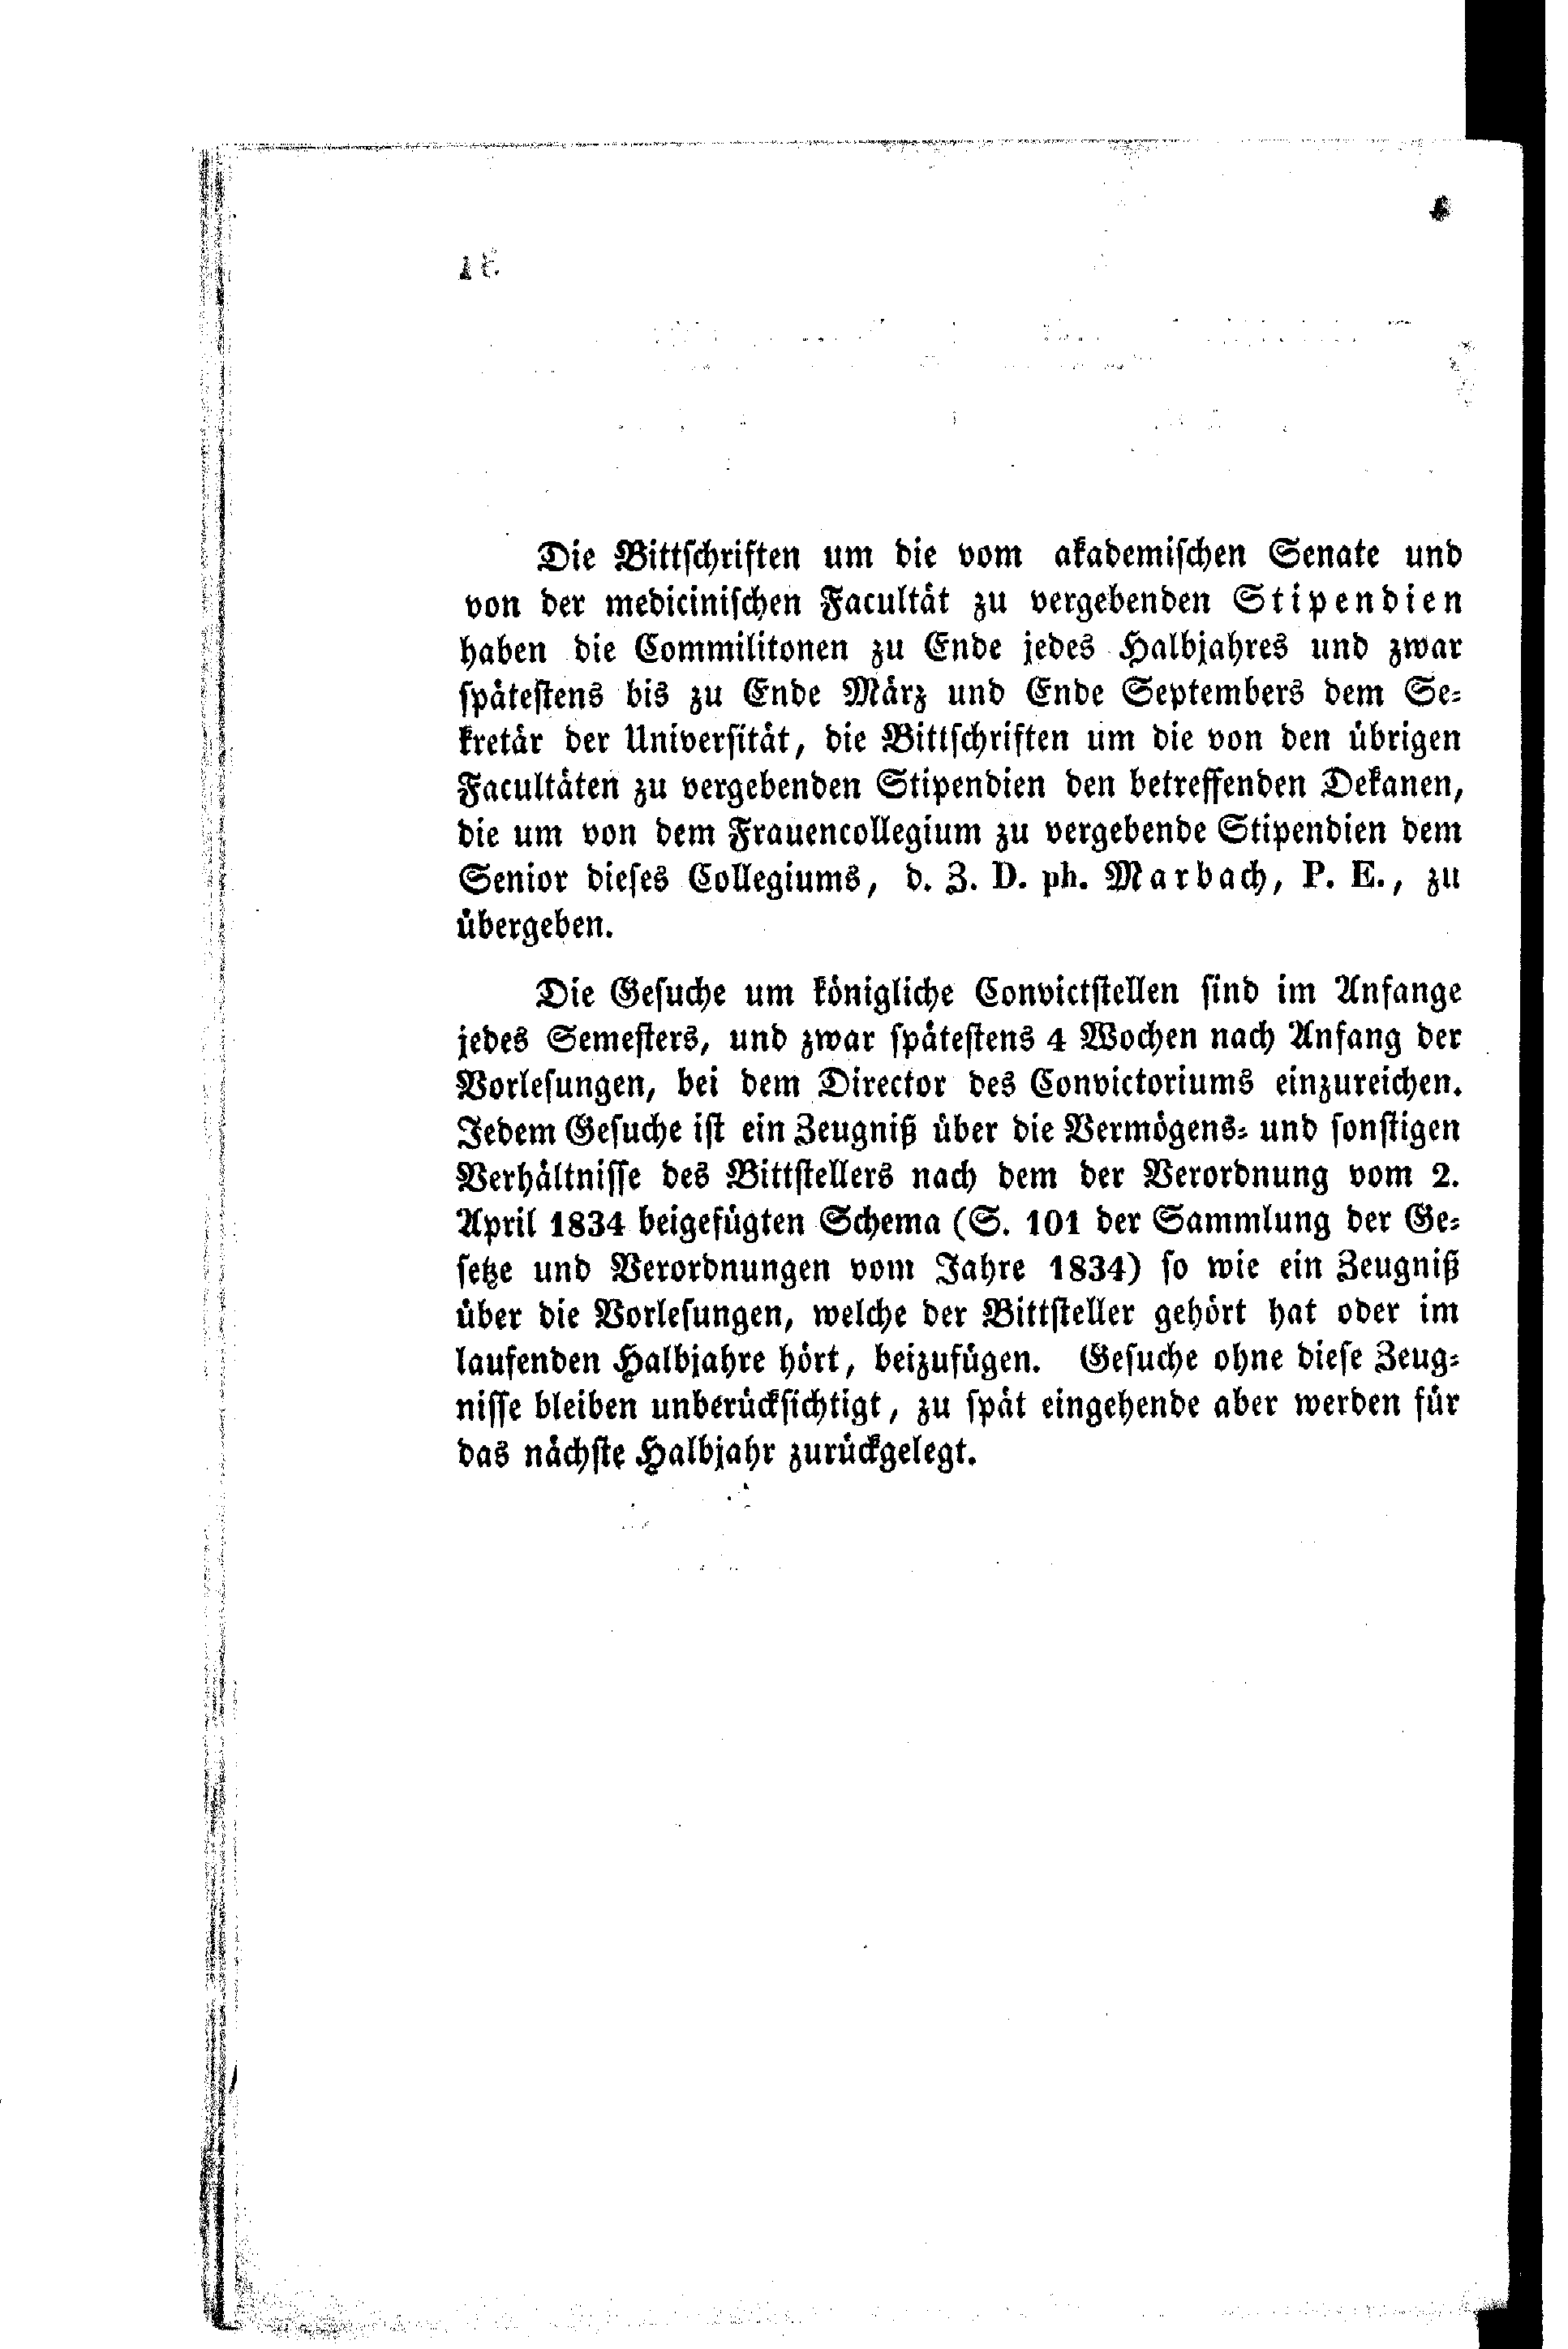 Die Bittschriften um die vom akademischen Senate und
von der medicinischen Facultät zu vergebenden Stipendien
haben die Commilitonen zu Ende jedes Halbjahres und zwar
spätestens bis zu Ende März und Ende Septembers dem Se-
kretär der Universität, die Bittschriften um die von den übrigen
Facultäten zu vergebenden Stipendien den betreffenden Dekanen,
die um von dem Frauencollegium zu vergebende Stipendien dem
Senior dieses Collegiums, d. Z. D. ph. Marbach, P. E., zu
übergeben.
Die Gesuche um königliche Convictstellen sind im Anfange
jedes Semesters, und zwar spätestens 4 Wochen nach Anfang der
Vorlesungen, bei dem Director des Convictoriums einzureichen.
Jedem Gesuche ist ein Zeugniß über die Vermögens- und sonstigen
Verhältnisse des Bittstellers nach dem der Verordnung vom 2.
April 1834 beigefügten Schema (S. 101 der Sammlung der Ge-
setze und Verordnungen vom Jahre 1834) so wie ein Zeugniß
über die Vorlesungen, welche der Bittsteller gehört hat oder im
laufenden Halbjahre hört, beizufügen. Gesuche ohne diese Zeug-
nisse bleiben unberücksichtigt, zu spät eingehende aber werden für
das nächste Halbjahr zurückgelegt.